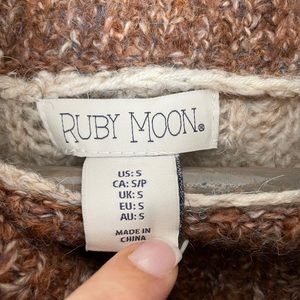 RUBY MOON®
US: S
CA: S/P
UK: S
EU: S
AU: S
MADE IN
CHINA